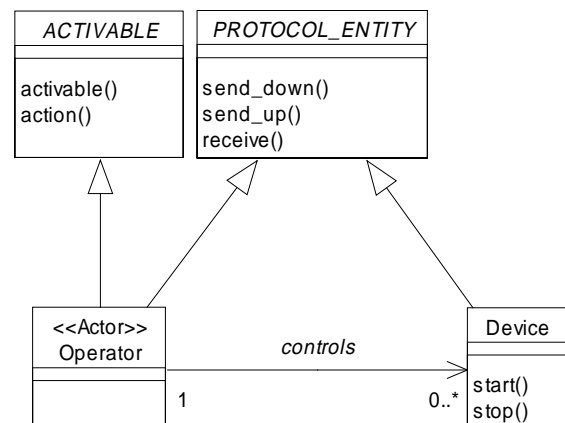 ACTIVABLE
activable()
action()
PROTOCOL_ENTITY
send_down()
send_up()
receive()
<<Actor>>
Operator
controls
1
0..*
Device
start()
stop()